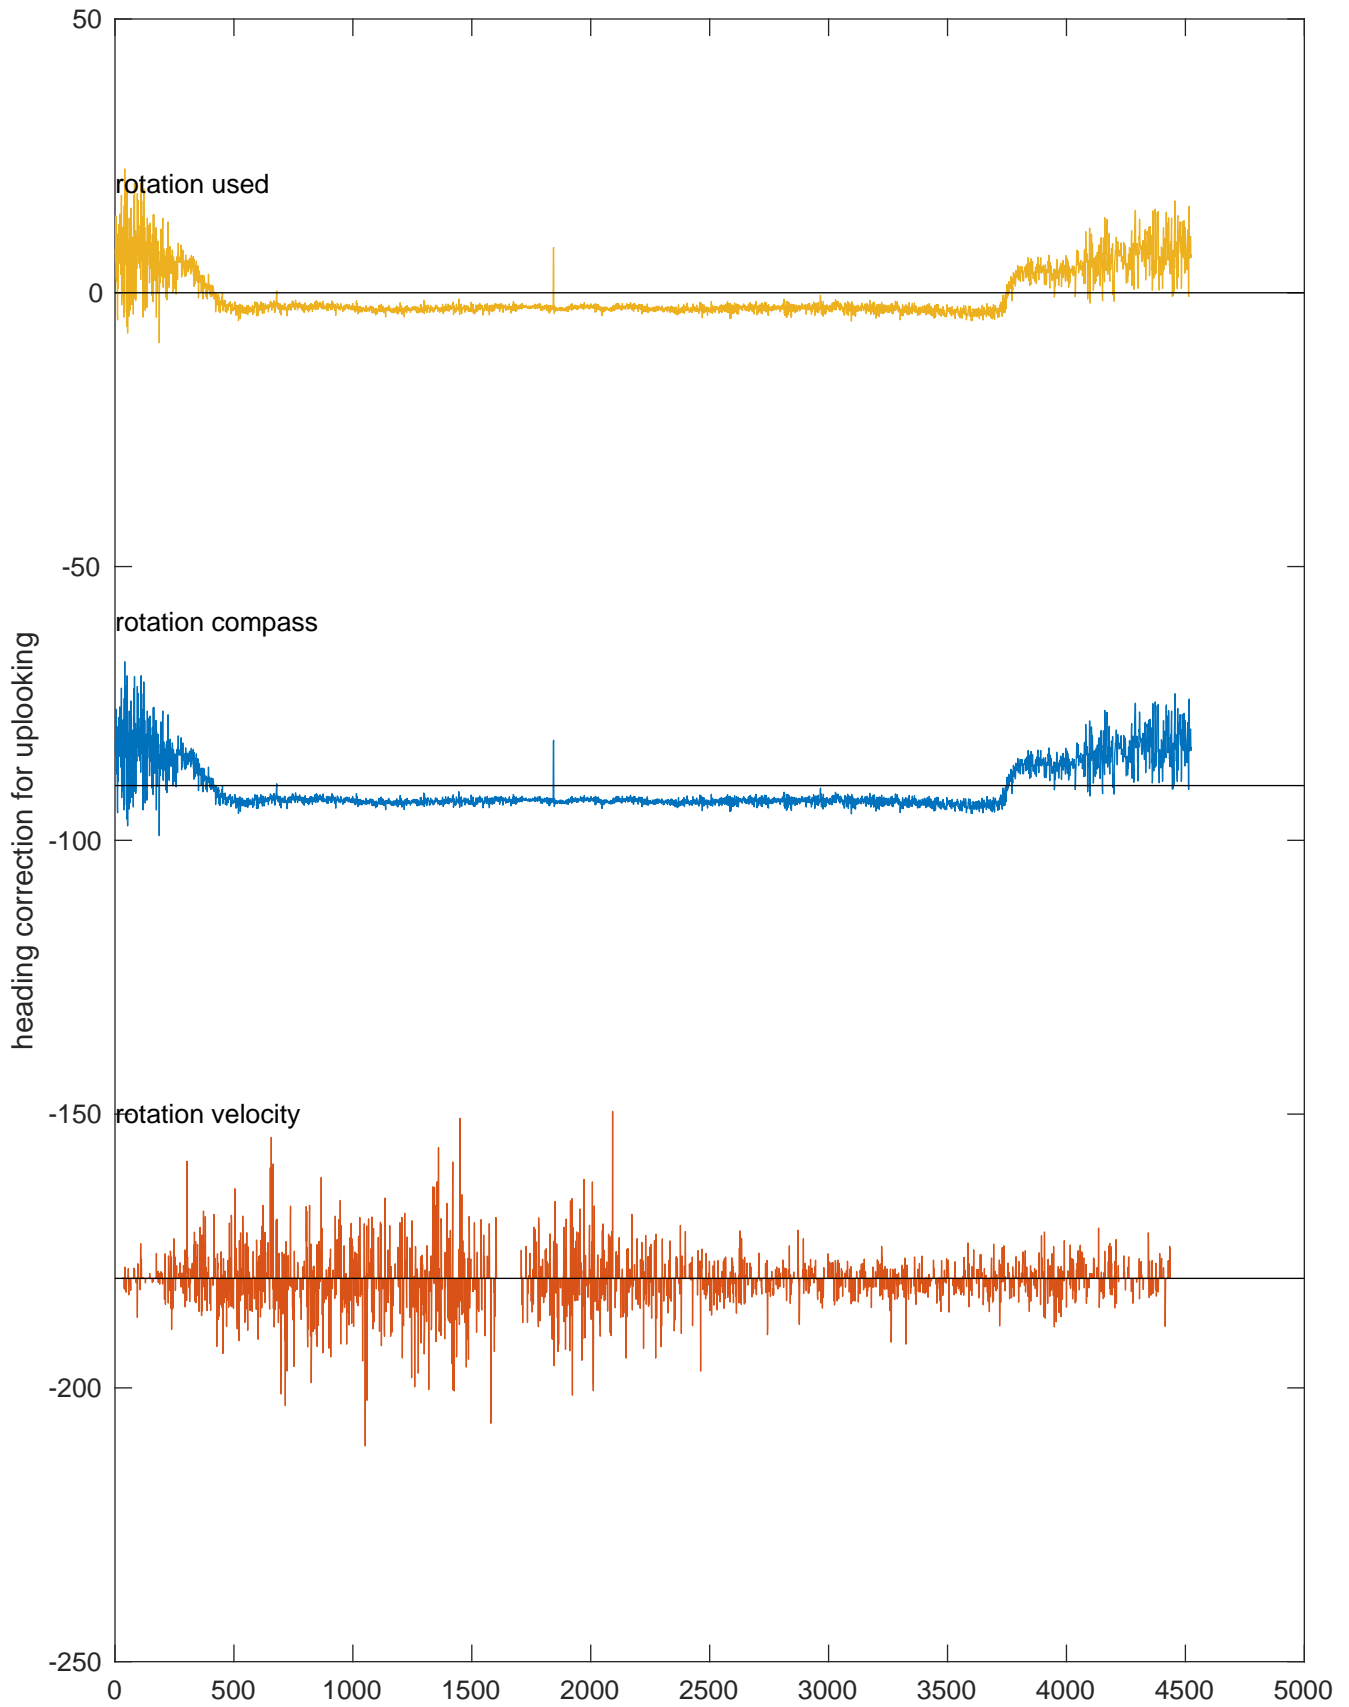 50
rotation used
0
-50
rotation compass
heading correction for uplooking
-100
-150
rotation velocity
-200
-250
0 500 1000 1500 2000 2500 3000 3500 4000 4500 5000